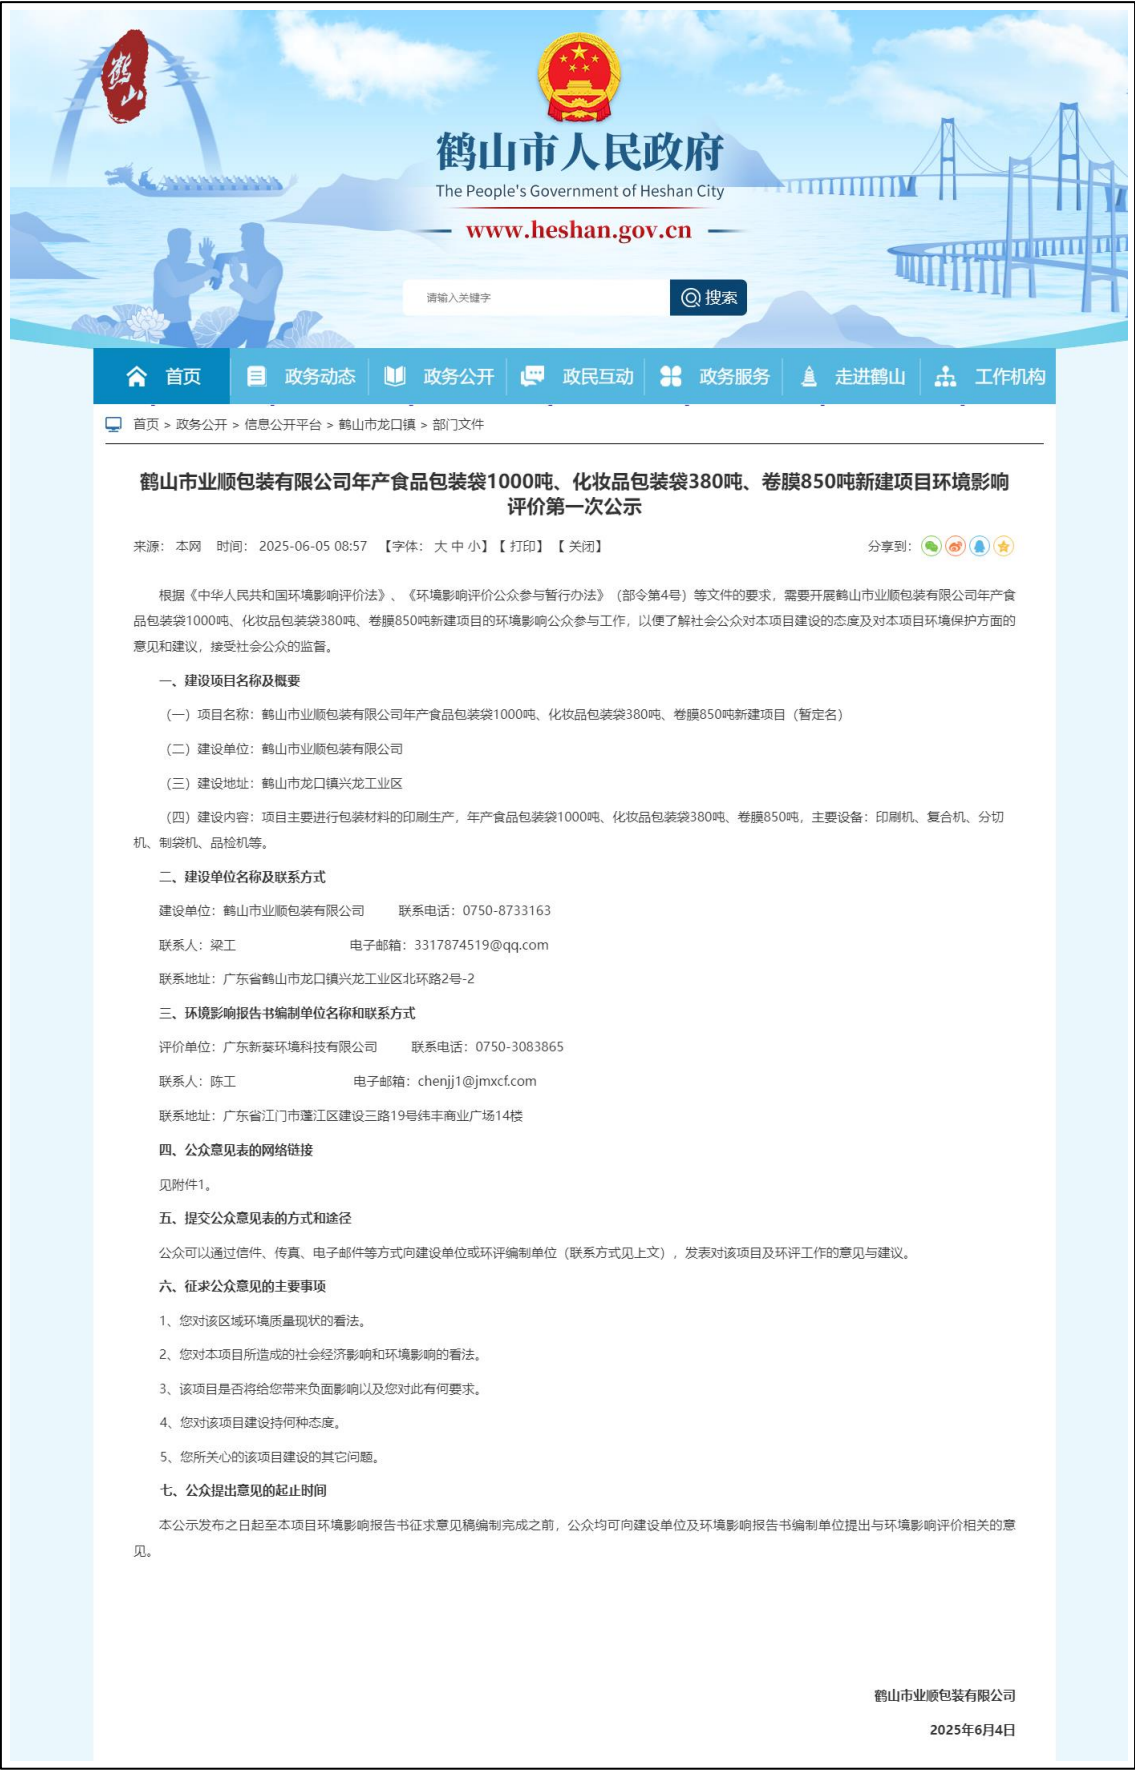 鹤山
鹤山市人民政府
The People's Government of Heshan City
www.heshan.gov.cn
请输入关键字 搜索
首页 政务动态 政务公开 政民互动 政务服务 走进鹤山 工作机构
首页 > 政务公开 > 信息公开平台 > 鹤山市龙口镇 > 部门文件
鹤山市业顺包装有限公司年产食品包装袋1000吨、化妆品包装袋380吨、卷膜850吨新建项目环境影响
评价第一次公示
来源： 本网 时间： 2025-06-05 08:57 【字体： 大 中 小】【 打印】 【 关闭】 分享到：
根据《中华人民共和国环境影响评价法》、《环境影响评价公众参与暂行办法》（部令第4号）等文件的要求，需要开展鹤山市业顺包装有限公司年产食
品包装袋1000吨、化妆品包装袋380吨、卷膜850吨新建项目的环境影响公众参与工作，以便了解社会公众对本项目建设的态度及对本项目环境保护方面的
意见和建议，接受社会公众的监督。
一、建设项目名称及概要
（一）项目名称：鹤山市业顺包装有限公司年产食品包装袋1000吨、化妆品包装袋380吨、卷膜850吨新建项目（暂定名）
（二）建设单位：鹤山市业顺包装有限公司
（三）建设地址：鹤山市龙口镇兴龙工业区
（四）建设内容：项目主要进行包装材料的印刷生产，年产食品包装袋1000吨、化妆品包装袋380吨、卷膜850吨，主要设备：印刷机、复合机、分切
机、制袋机、品检机等。
二、建设单位名称及联系方式
建设单位：鹤山市业顺包装有限公司 联系电话：0750-8733163
联系人：梁工 电子邮箱：3317874519@qq.com
联系地址：广东省鹤山市龙口镇兴龙工业区北环路2号-2
三、环境影响报告书编制单位名称和联系方式
评价单位：广东新葵环境科技有限公司 联系电话：0750-3083865
联系人：陈工 电子邮箱：chenjj1@jmxcf.com
联系地址：广东省江门市蓬江区建设三路19号纬丰商业广场14楼
四、公众意见表的网络链接
见附件1。
五、提交公众意见表的方式和途径
公众可以通过信件、传真、电子邮件等方式向建设单位或环评编制单位（联系方式见上文），发表对该项目及环评工作的意见与建议。
六、征求公众意见的主要事项
1、您对该区域环境质量现状的看法。
2、您对本项目所造成的社会经济影响和环境影响的看法。
3、该项目是否将给您带来负面影响以及您对此有何要求。
4、您对该项目建设持何种态度。
5、您所关心的该项目建设的其它问题。
七、公众提出意见的起止时间
本公示发布之日起至本项目环境影响报告书征求意见稿编制完成之前，公众均可向建设单位及环境影响报告书编制单位提出与环境影响评价相关的意
见。
鹤山市业顺包装有限公司
2025年6月4日